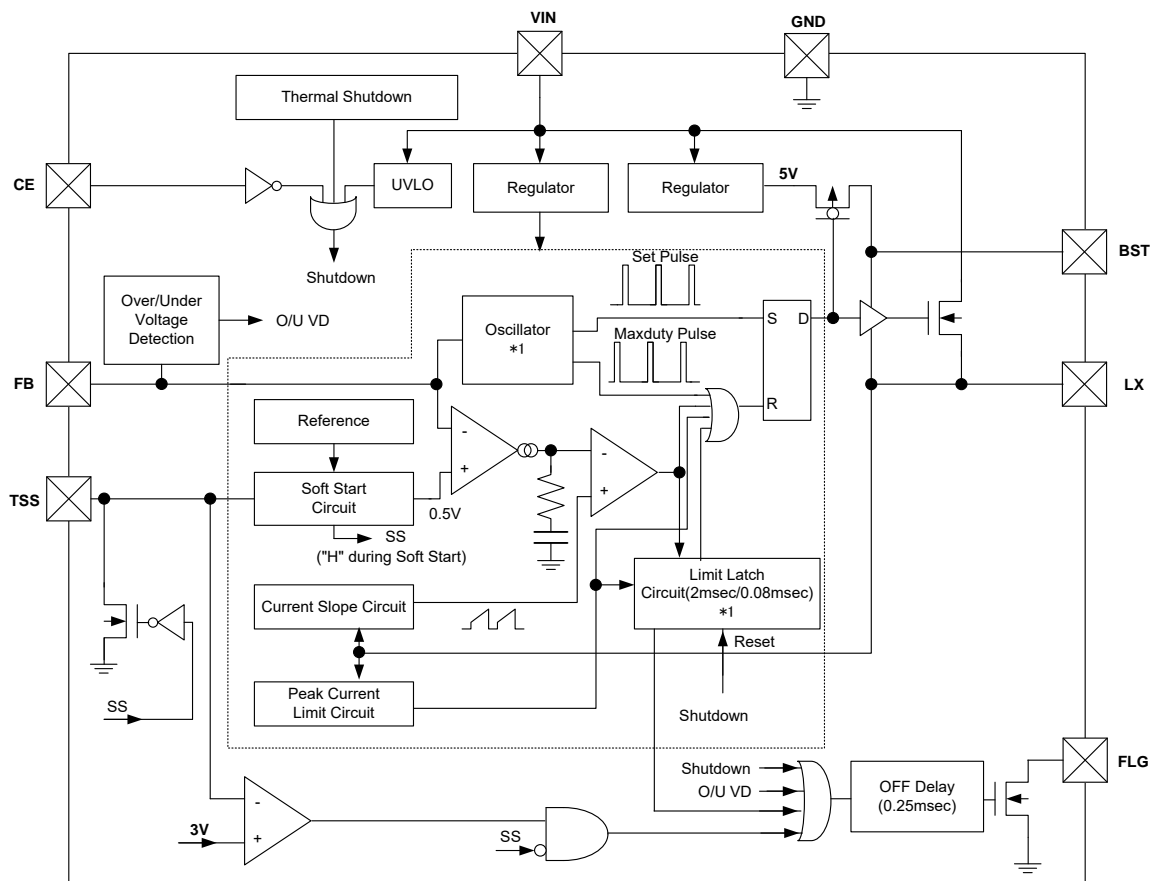 VIN
GND
Thermal Shutdown
CE
UVLO
Regulator
Regulator
5V
Shutdown
Set Pulse
BST
Over/Under
Voltage
Detection
O/U VD
Oscillator
*1
S
D
Maxduty Pulse
FB
LX
R
Reference
-
+
-
+
TSS
Soft Start
Circuit
0.5V
SS
("H" during Soft Start)
Limit Latch
Circuit(2msec/0.08msec)
*1
Current Slope Circuit
Reset
Peak Current
Limit Circuit
SS
Shutdown
FLG
Shutdown
O/U VD
OFF Delay
(0.25msec)
-
3V
+
SS